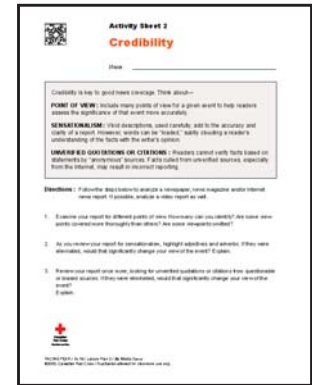 Activity Sheet 2
Credibility
Name
Credibility is key to good news coverage. Think about—
POINT OF VIEW : Include many points of view for a given event to help readers
assess the significance of that event more accurately.
SENSATIONALISM : Vivid descriptions, used carefully, add to the accuracy and
clarity of a report. However, words can be "loaded," subtly clouding a reader's
understanding of the facts with the writer's opinion.
UNVERIFIED QUOTATIONS OR CITATIONS : Readers cannot verify facts based on
statements by "anonymous" sources. Facts culled from unverified sources, especially
from the internet, may result in incorrect reporting.
Directions : Follow the steps below to analyze a newspaper, news magazine and/or internet
news report. If possible, analyze a video report as well.
1. Examine your report for different points of view. How many can you identify? Are some view-
points covered more thoroughly than others? Are some viewpoints omitted?
2. As you review your report for sensationalism, highlight adjectives and adverbs. If they were
eliminated, would that significantly change your view of the event? Explain.
3. Review your report once more, looking for unverified quotations or citations from questionable
or biased sources. If they were eliminated, would that significantly change your view of the
event?
Explain.
Canadian
Red Cross